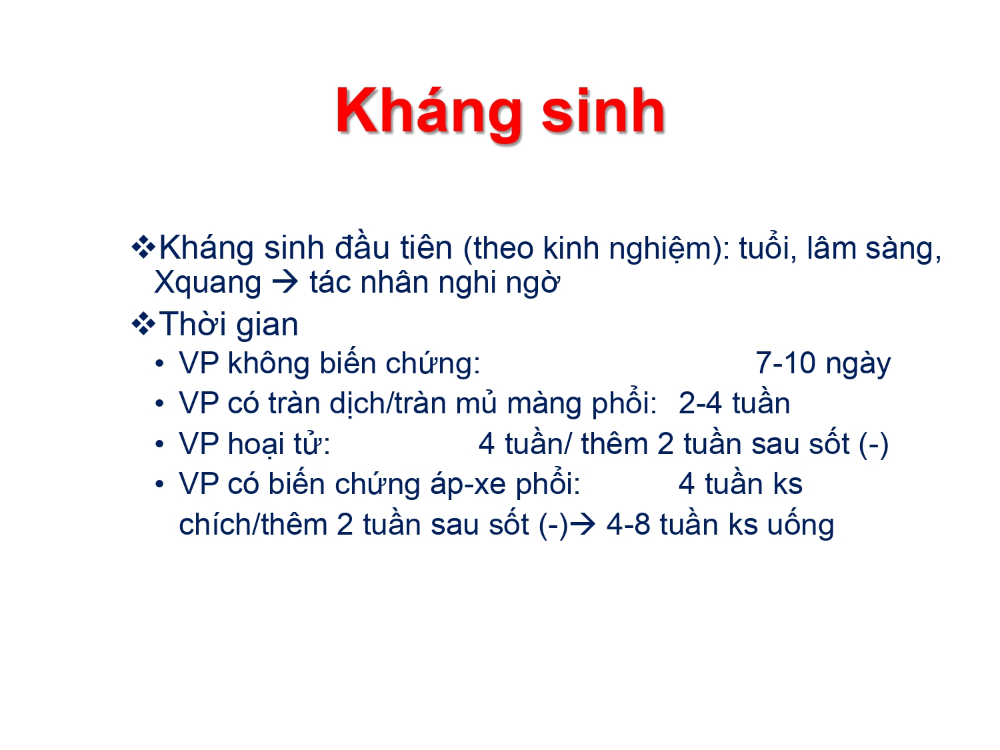 Kháng sinh
❖Kháng sinh đầu tiên (theo kinh nghiệm): tuổi, lâm sàng,
Xquang → tác nhân nghi ngờ
❖Thời gian
• VP không biến chứng: 7-10 ngày
• VP có tràn dịch/tràn mủ màng phổi: 2-4 tuần
• VP hoại tử: 4 tuần/ thêm 2 tuần sau sốt (-)
• VP có biến chứng áp-xe phổi: 4 tuần ks
chích/thêm 2 tuần sau sốt (-)→ 4-8 tuần ks uống